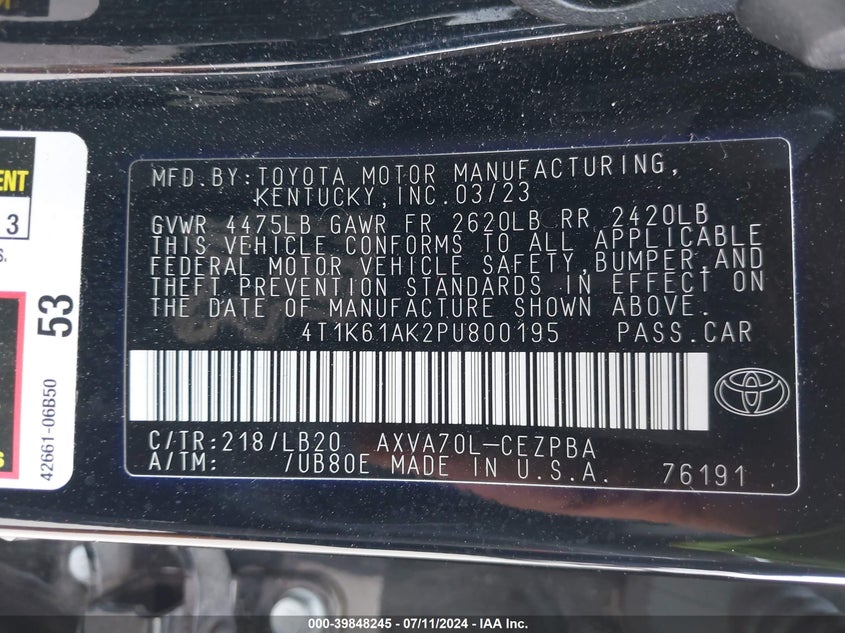 MFD.BY:TOYOTA MOTOR MANUFACTURING,
KENTUCKY,INC.03/23
GVWR 4475LB GAWR FR 2620LB RR 2420LB
THIS VEHICLE CONFORMS TO ALL APPLICABLE
FEDERAL MOTOR VEHICLE SAFETY,BUMPER,AND
THEFT PREVENTION STANDARDS IN EFFECT ON
THE DATE OF MANUFACTURE SHOWN ABOVE.
4T1K61AK2PU800195 PASS.CAR
C/TR:218/LB20 AXVA70L-CEZPBA
A/TM: /UB80E MADE IN U.S.A. 76191
ENT
3
S.
53
42661-06B50
s
000-39848245 - 07/11/2024 - IAA Inc.